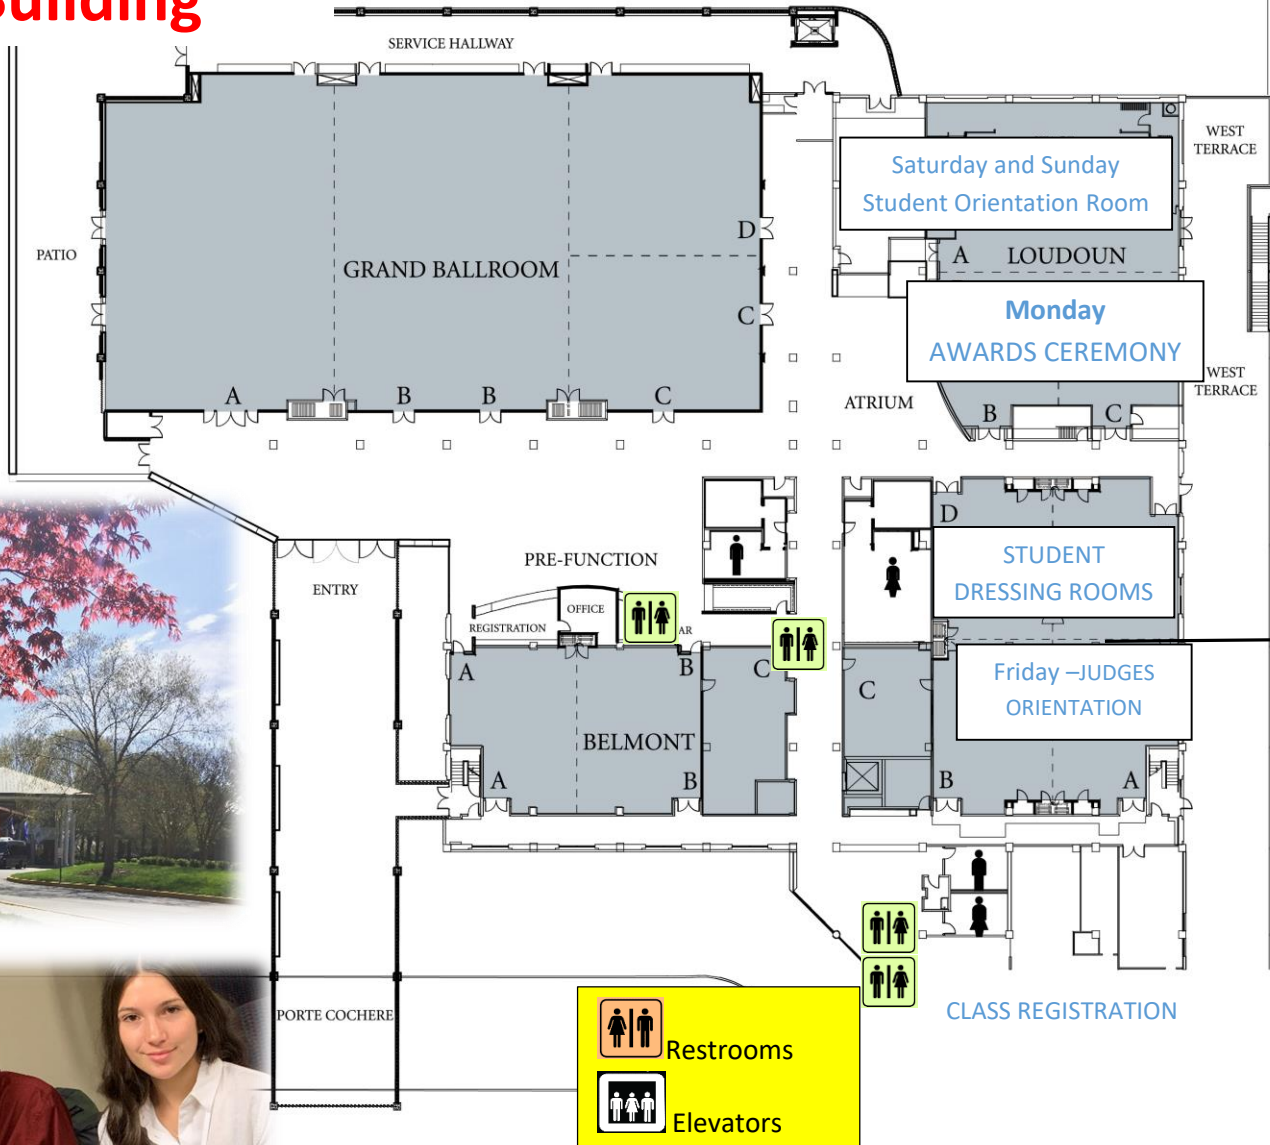 Building
SERVICE HALLWAY
WEST
TERRACE
Saturday and Sunday
Student Orientation Room
D
PATIO
GRAND BALLROOM
A
LOUDOUN
C
Monday
AWARDS CEREMONY
A
B
B
C
ATRIUM
WEST
TERRACE
B
C
D
PRE-FUNCTION
STUDENT
DRESSING ROOMS
ENTRY
OFFICE
REGISTRATION
AR
A
B
C
C
Friday –JUDGES
ORIENTATION
BELMONT
A
B
B
A
PORTE COCHERE
CLASS REGISTRATION
Restrooms
Elevators